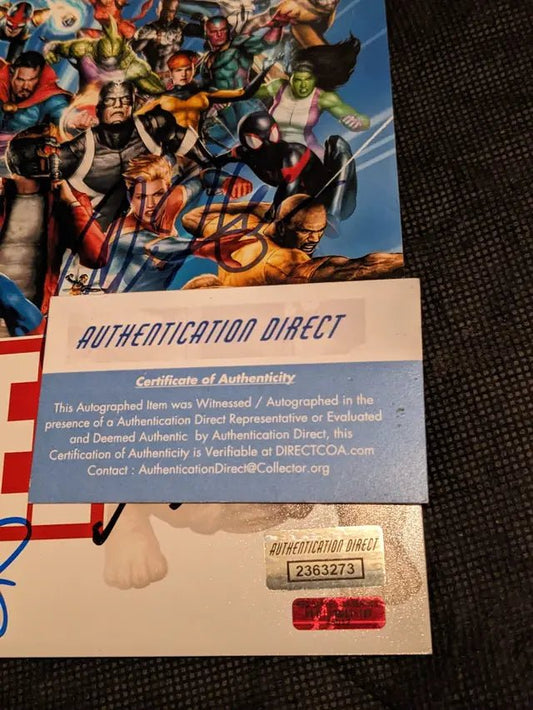 AUTHENTICATION DIRECT
Certificate of Authenticity
This Autographed Item was Witnessed / Autographed in the
presence of a Authentication Direct Representative or Evaluated
and Deemed Authentic by Authentication Direct, this
Certification of Authenticity is Verifiable at DIRECTCOA.com
Contact : AuthenticationDirect@Collector.org
AUTHENTICATION DIRECT
2363273